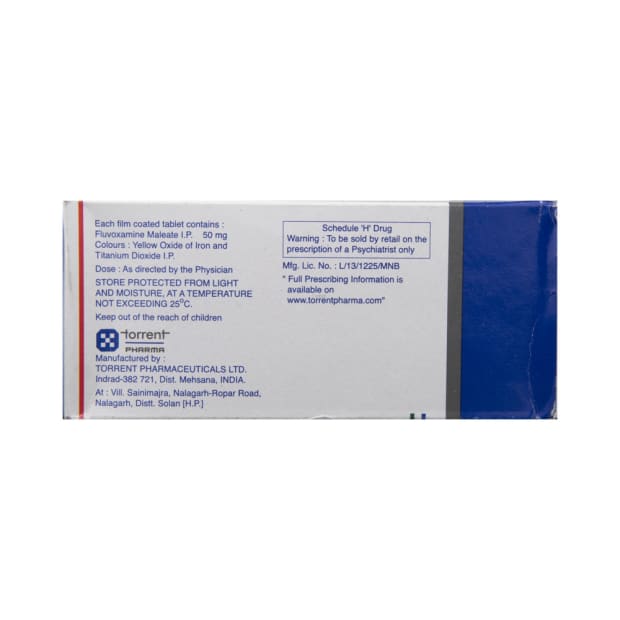 Each film coated tablet contains :
Fluvoxamine Maleate I.P. 50 mg
Colours : Yellow Oxide of Iron and
Titanium Dioxide I.P.
Dose : As directed by the Physician
STORE PROTECTED FROM LIGHT
AND MOISTURE, AT A TEMPERATURE
NOT EXCEEDING 25⁰C.
Keep out of the reach of children
torrent
PHARMA
Manufactured by :
TORRENT PHARMACEUTICALS LTD.
Indrad-382 721, Dist. Mehsana, INDIA.
At : Vill. Sainimajra, Nalagarh-Ropar Road,
Nalagarh, Distt. Solan [H.P.]
Schedule 'H' Drug
Warning : To be sold by retail on the
prescription of a Psychiatrist only
Mfg. Lic. No. : L/13/1225/MNB
" Full Prescribing Information is
available on
www.torrentpharma.com"